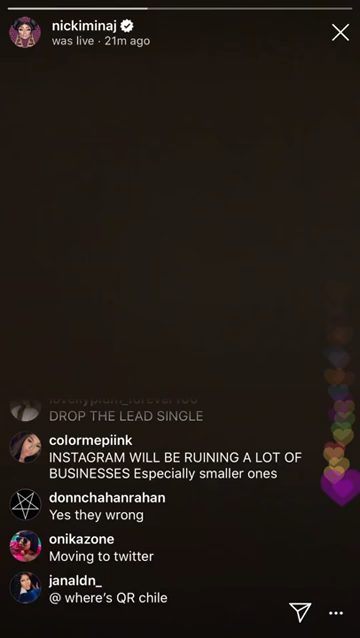 nickiminaj
was live · 21m ago
DROP THE LEAD SINGLE
colormepiink
INSTAGRAM WILL BE RUINING A LOT OF
BUSINESSES Especially smaller ones
donnchahanrahan
Yes they wrong
onikazone
Moving to twitter
janaldn_
@ where's QR chile